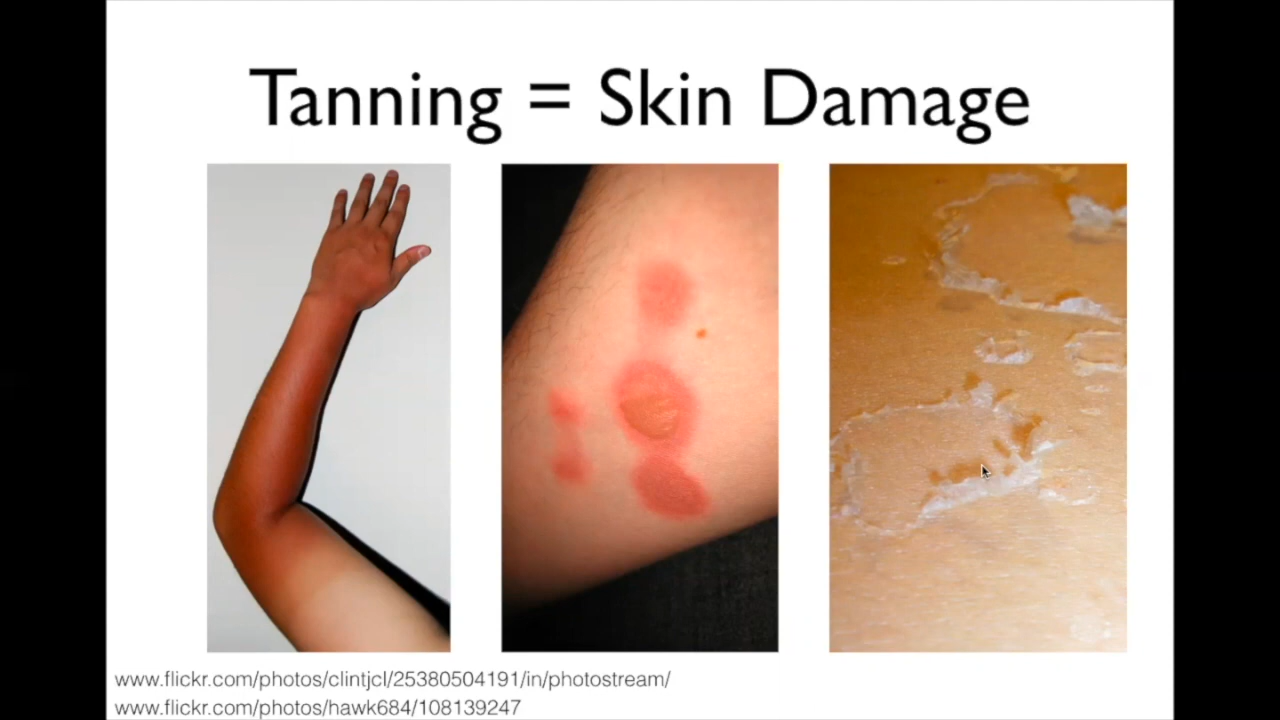 Tanning = Skin Damage
www.flickr.com/photos/clintjcl/25380504191/in/photostream/
www.flickr.com/photos/hawk684/108139247